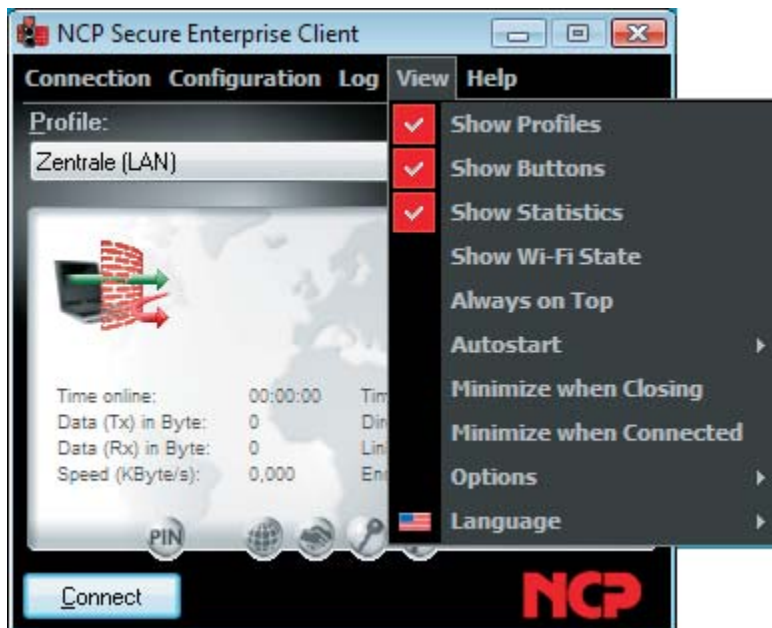 NCP Secure Enterprise Client
Connection Configuration Log View Help
Profile:
Zentrale (LAN)
Show Profiles
Show Buttons
Show Statistics
Show Wi-Fi State
Always on Top
Autostart
Minimize when Closing
Minimize when Connected
Options
Language
Time online: 00:00:00
Data (Tx) in Byte: 0
Data (Rx) in Byte: 0
Speed (KByte/s): 0,000
PIN
Connect
NCP